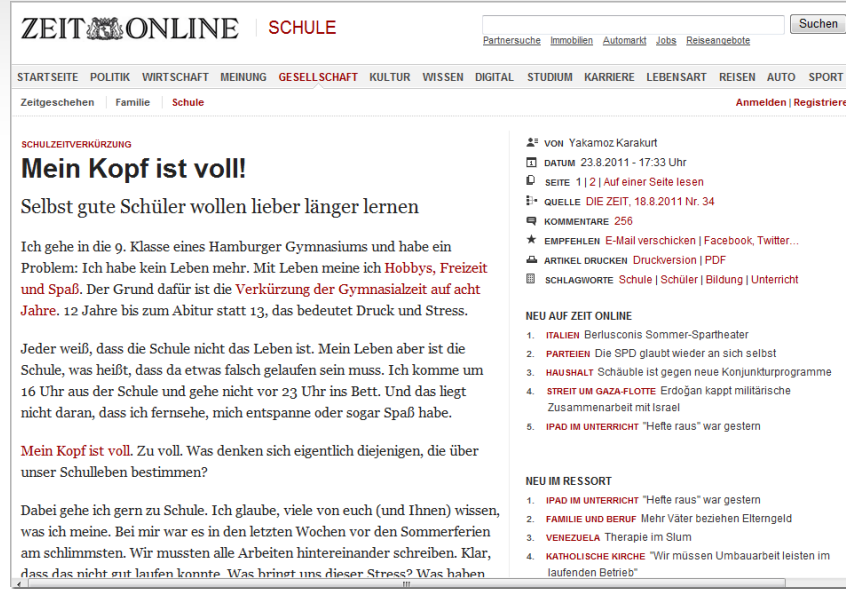 ZEIT ONLINE SCHULE
Suchen
Partnersuche Immobilien Automarkt Jobs Reiseangebote
STARTSEITE POLITIK WIRTSCHAFT MEINUNG GESELLSCHAFT KULTUR WISSEN DIGITAL STUDIUM KARRIERE LEBENSART REISEN AUTO SPORT
Zeitgeschehen Familie Schule
Anmelden | Registriere
SCHULZEITVERKÜRZUNG
Mein Kopf ist voll!
Selbst gute Schüler wollen lieber länger lernen
Ich gehe in die 9. Klasse eines Hamburger Gymnasiums und habe ein
Problem: Ich habe kein Leben mehr. Mit Leben meine ich Hobbys, Freizeit
und Spaß. Der Grund dafür ist die Verkürzung der Gymnasialzeit auf acht
Jahre. 12 Jahre bis zum Abitur statt 13, das bedeutet Druck und Stress.
Jeder weiß, dass die Schule nicht das Leben ist. Mein Leben aber ist die
Schule, was heißt, dass da etwas falsch gelaufen sein muss. Ich komme um
16 Uhr aus der Schule und gehe nicht vor 23 Uhr ins Bett. Und das liegt
nicht daran, dass ich fernsehe, mich entspanne oder sogar Spaß habe.
Mein Kopf ist voll. Zu voll. Was denken sich eigentlich diejenigen, die über
unser Schulleben bestimmen?
Dabei gehe ich gern zu Schule. Ich glaube, viele von euch (und Ihnen) wissen,
was ich meine. Bei mir war es in den letzten Wochen vor den Sommerferien
am schlimmsten. Wir mussten alle Arbeiten hintereinander schreiben. Klar,
dass das nicht gut laufen konnte. Was bringt uns dieser Stress? Was haben
VON Yakamoz Karakurt
DATUM 23.8.2011 - 17:33 Uhr
SEITE 1 | 2 | Auf einer Seite lesen
QUELLE DIE ZEIT, 18.8.2011 Nr. 34
KOMMENTARE 256
EMPFEHLEN E-Mail verschicken | Facebook, Twitter...
ARTIKEL DRUCKEN Druckversion | PDF
SCHLAGWORTE Schule | Schüler | Bildung | Unterricht
NEU AUF ZEIT ONLINE
1. ITALIEN Berlusconis Sommer-Spartheater
2. PARTEIEN Die SPD glaubt wieder an sich selbst
3. HAUSHALT Schäuble ist gegen neue Konjunkturprogramme
4. STREIT UM GAZA-FLOTTE Erdoğan kappt militärische
Zusammenarbeit mit Israel
5. IPAD IM UNTERRICHT "Hefte raus" war gestern
NEU IM RESSORT
1. IPAD IM UNTERRICHT "Hefte raus" war gestern
2. FAMILIE UND BERUF Mehr Väter beziehen Elterngeld
3. VENEZUELA Therapie im Slum
4. KATHOLISCHE KIRCHE "Wir müssen Umbauarbeit leisten im
laufenden Betrieb"